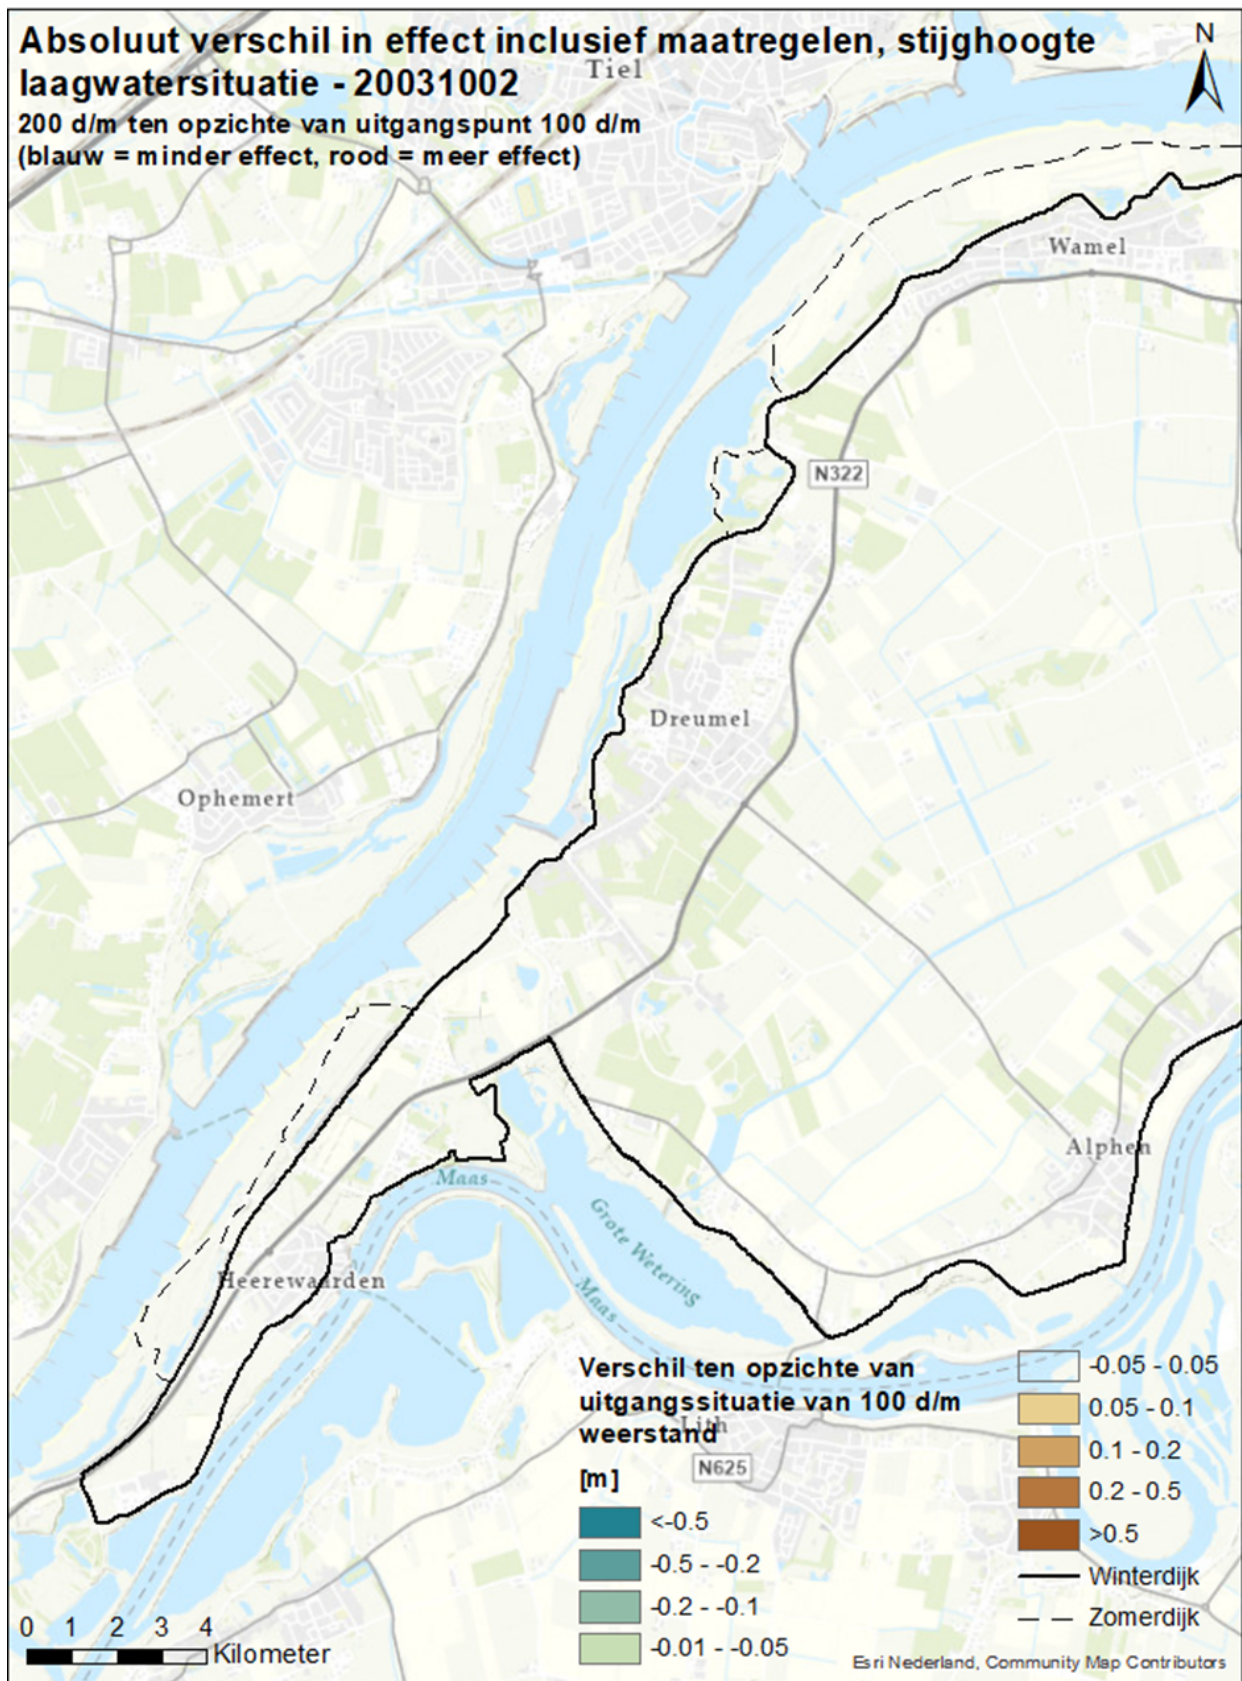 Absoluut verschil in effect inclusief maatregelen, stijghoogte
laagwatersituatie - 20031002
200 d/m ten opzichte van uitgangspunt 100 d/m
(blauw = minder effect, rood = meer effect)
N
Tiel
Wamel
N322
Dreumel
Ophemert
Alphen
Maas
Grote Wetering
Maas
Heerewaarden
Lith
N625
Verschil ten opzichte van
uitgangssituatie van 100 d/m
weerstand
[m]
<-0.5
-0.5 - -0.2
-0.2 - -0.1
-0.01 - -0.05
-0.05 - 0.05
0.05 - 0.1
0.1 - 0.2
0.2 - 0.5
>0.5
Winterdijk
Zomerdijk
0 1 2 3 4
Kilometer
Esri Nederland, Community Map Contributors